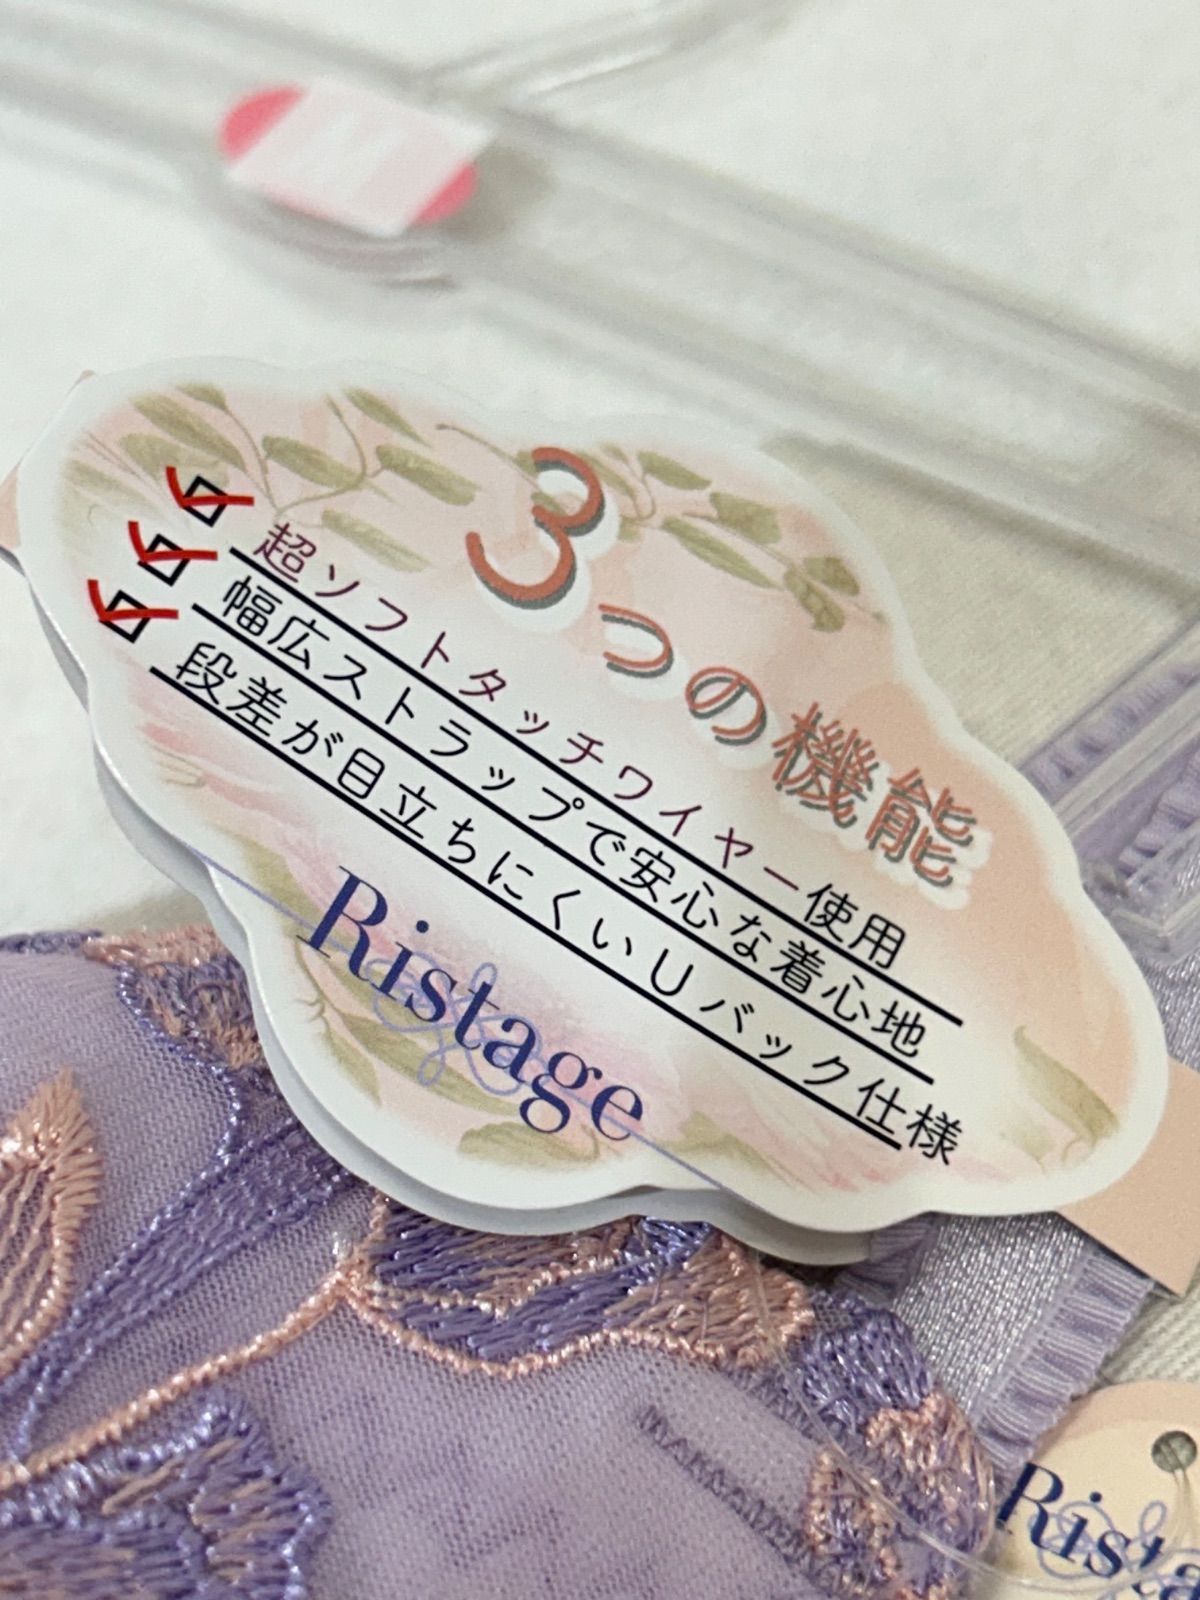 3つの機能
超ソフトタッチワイヤー使用
幅広ストラップで安心な着心地
段差が目立ちにくいUバック仕様
Ristage